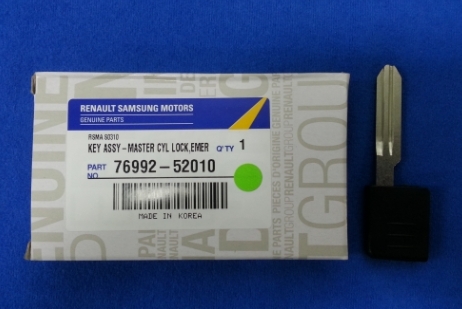 RENAULT SAMSUNG MOTORS
GENUINE PARTS
RSMA 60310
KEY ASSY-MASTER CYL LOCK,EMER Q'TY 1
PART NO. 76992-52010
MADE IN KOREA